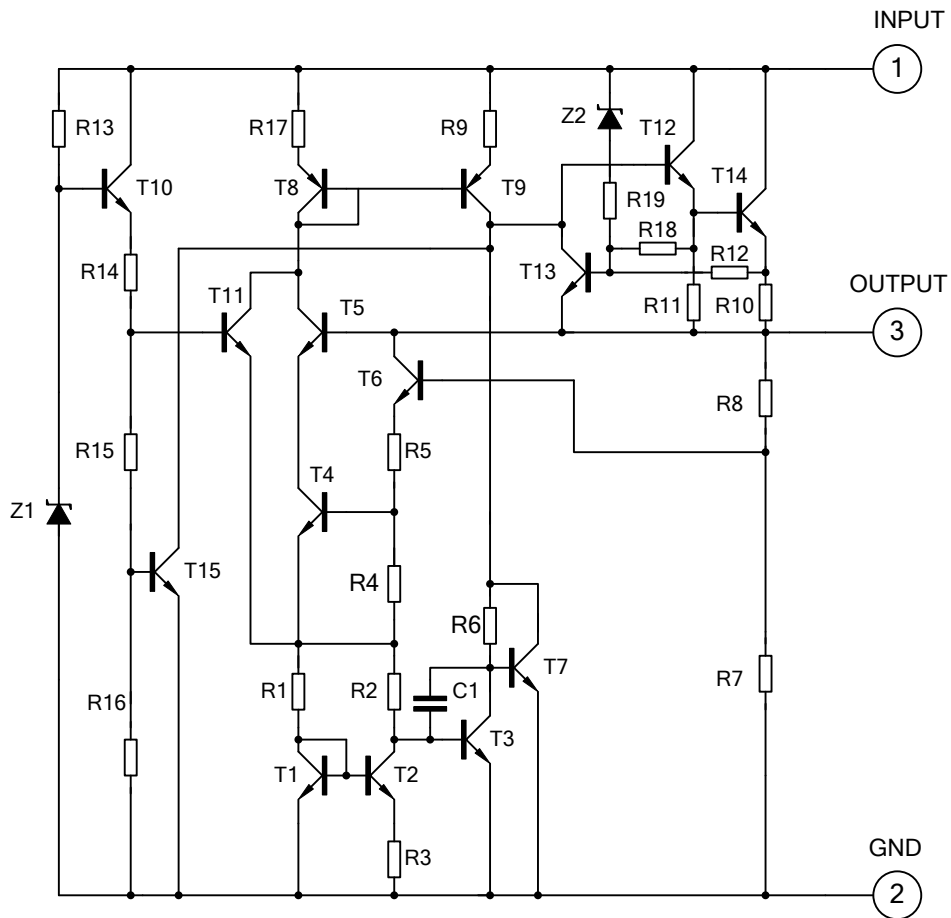 INPUT
1
R13
R17
R9
Z2
T12
T10
T8
T9
T14
R19
R18
R14
T13
R12
T11
T5
R11
R10
OUTPUT
3
T6
R8
R15
R5
T4
Z1
T15
R4
R6
T7
R7
R16
R1
R2
C1
T3
T1
T2
R3
GND
2